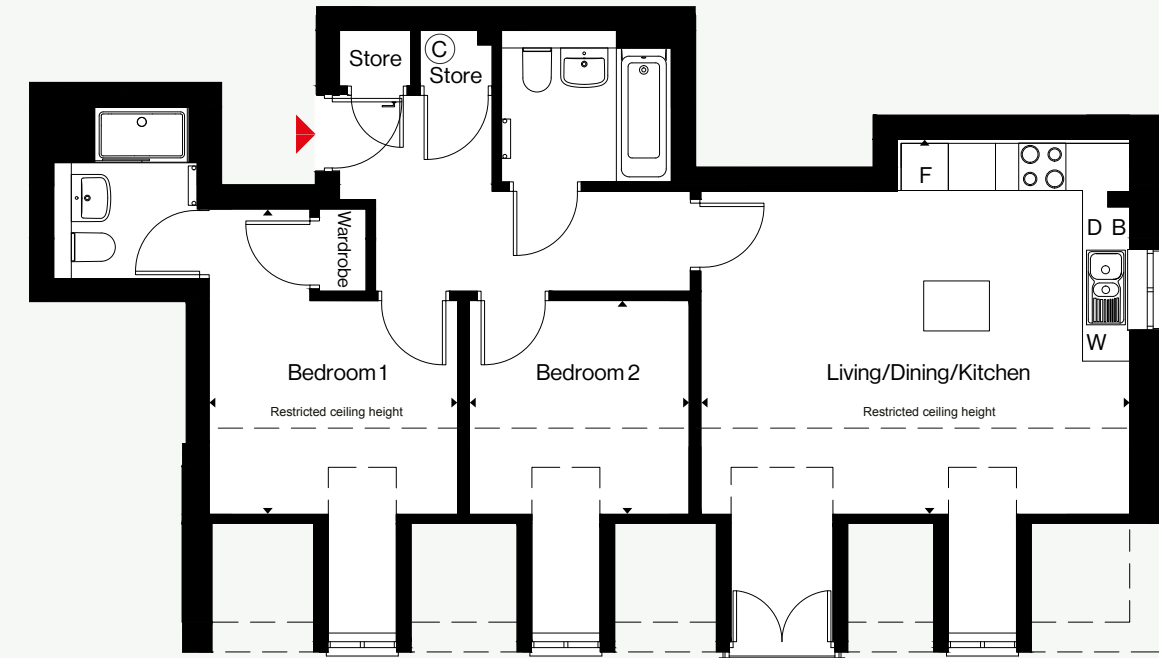 Store
C
Store
F
Wardrobe
D B
W
Bedroom 1
Bedroom 2
Living/Dining/Kitchen
Restricted ceiling height
Restricted ceiling height